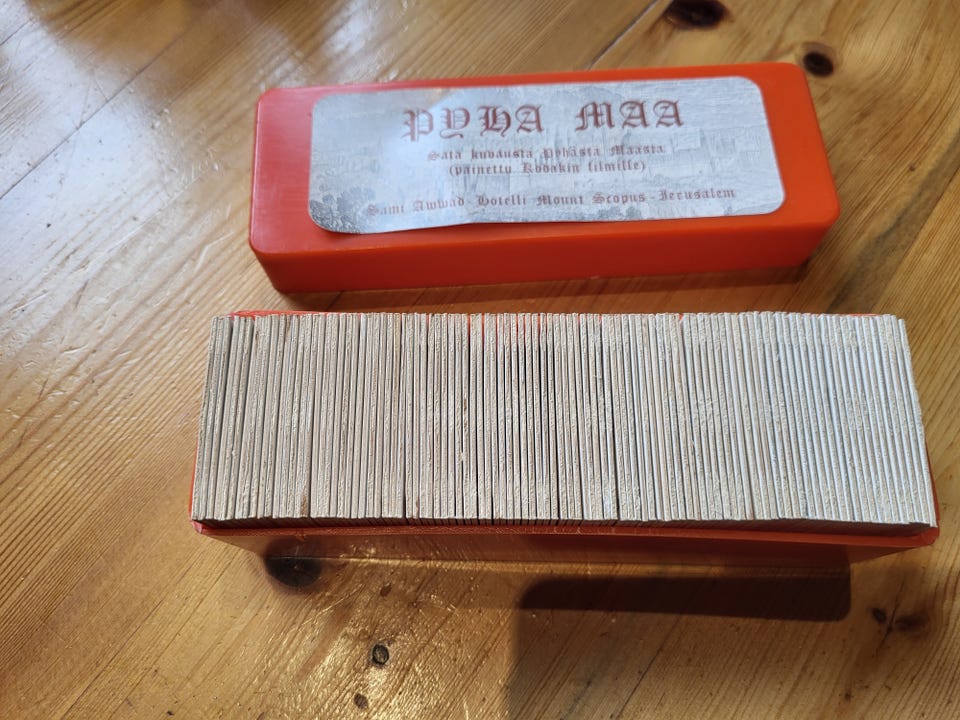 PYHA MAA
Sata kuvausta Pyhästä Maasta
(painettu Kodakin filmille)
Sami Awwad - Hotelli Mount Scopus - Jerusalem